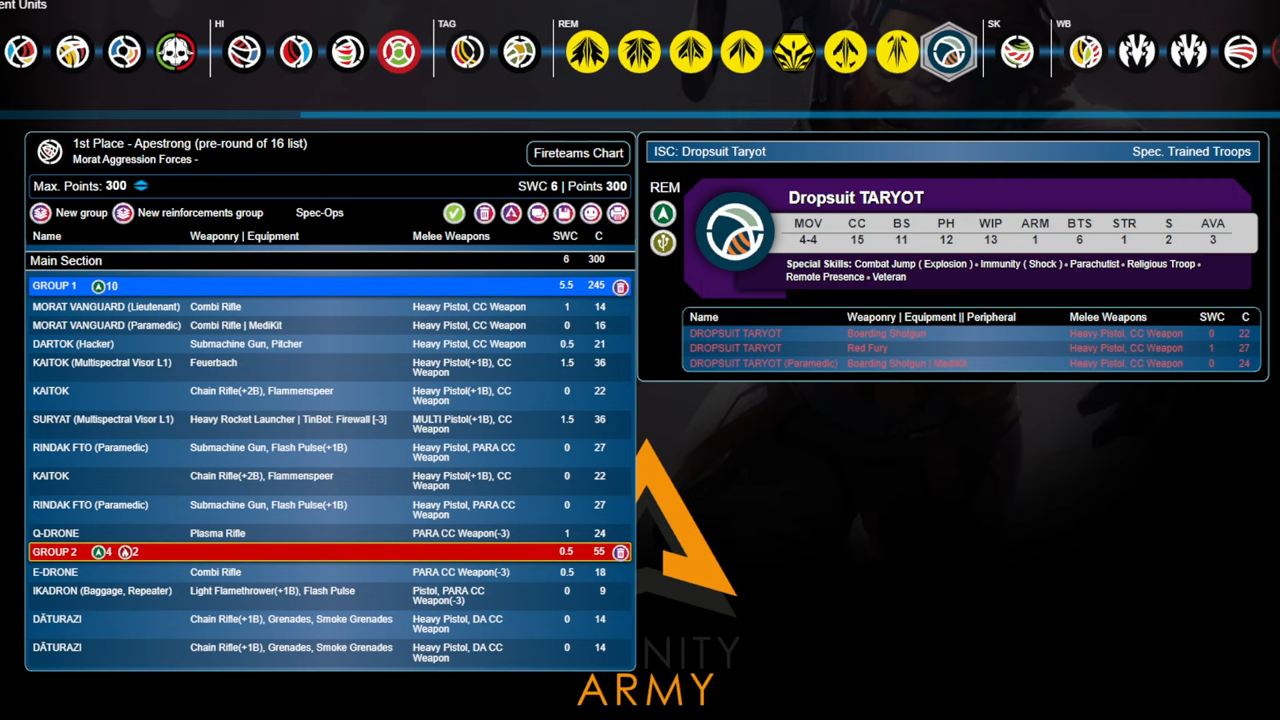 ent Units
HI
TAG
REM
SK
WB
1st Place - Apestrong (pre-round of 16 list)
Morat Aggression Forces -
Fireteams Chart
Max. Points: 300
SWC 6 | Points 300
New group
New reinforcements group
Spec-Ops
Name Weaponry | Equipment Melee Weapons SWC C
Main Section 6 300
GROUP 1 10 5.5 245
MORAT VANGUARD (Lieutenant) Combi Rifle Heavy Pistol, CC Weapon 1 14
MORAT VANGUARD (Paramedic) Combi Rifle | MediKit Heavy Pistol, CC Weapon 0 16
DARTOK (Hacker) Submachine Gun, Pitcher Heavy Pistol, CC Weapon 0.5 21
KAITOK (Multispectral Visor L1) Feuerbach Heavy Pistol(+1B), CC Weapon 1.5 36
KAITOK Chain Rifle(+2B), Flammenspeer Heavy Pistol(+1B), CC Weapon 0 22
SURYAT (Multispectral Visor L1) Heavy Rocket Launcher | TinBot: Firewall [-3] MULTI Pistol(+1B), CC Weapon 1.5 36
RINDAK FTO (Paramedic) Submachine Gun, Flash Pulse(+1B) Heavy Pistol, PARA CC Weapon 0 27
KAITOK Chain Rifle(+2B), Flammenspeer Heavy Pistol(+1B), CC Weapon 0 22
RINDAK FTO (Paramedic) Submachine Gun, Flash Pulse(+1B) Heavy Pistol, PARA CC Weapon 0 27
Q-DRONE Plasma Rifle PARA CC Weapon(-3) 1 24
GROUP 2 4 2 0.5 55
E-DRONE Combi Rifle PARA CC Weapon(-3) 0.5 18
IKADRON (Baggage, Repeater) Light Flamethrower(+1B), Flash Pulse Pistol, PARA CC Weapon(-3) 0 9
DĀTURAZI Chain Rifle(+1B), Grenades, Smoke Grenades Heavy Pistol, DA CC Weapon 0 14
DĀTURAZI Chain Rifle(+1B), Grenades, Smoke Grenades Heavy Pistol, DA CC Weapon 0 14
ISC: Dropsuit Taryot Spec. Trained Troops
REM
Dropsuit TARYOT
MOV CC BS PH WIP ARM BTS STR S AVA
4-4 15 11 12 13 1 6 1 2 3
Special Skills: Combat Jump ( Explosion ) • Immunity ( Shock ) • Parachutist • Religious Troop •
Remote Presence • Veteran
Name Weaponry | Equipment || Peripheral Melee Weapons SWC C
DROPSUIT TARYOT Boarding Shotgun Heavy Pistol, CC Weapon 0 22
DROPSUIT TARYOT Red Fury Heavy Pistol, CC Weapon 1 27
DROPSUIT TARYOT (Paramedic) Boarding Shotgun | MediKit Heavy Pistol, CC Weapon 0 24
NITY
ARMY